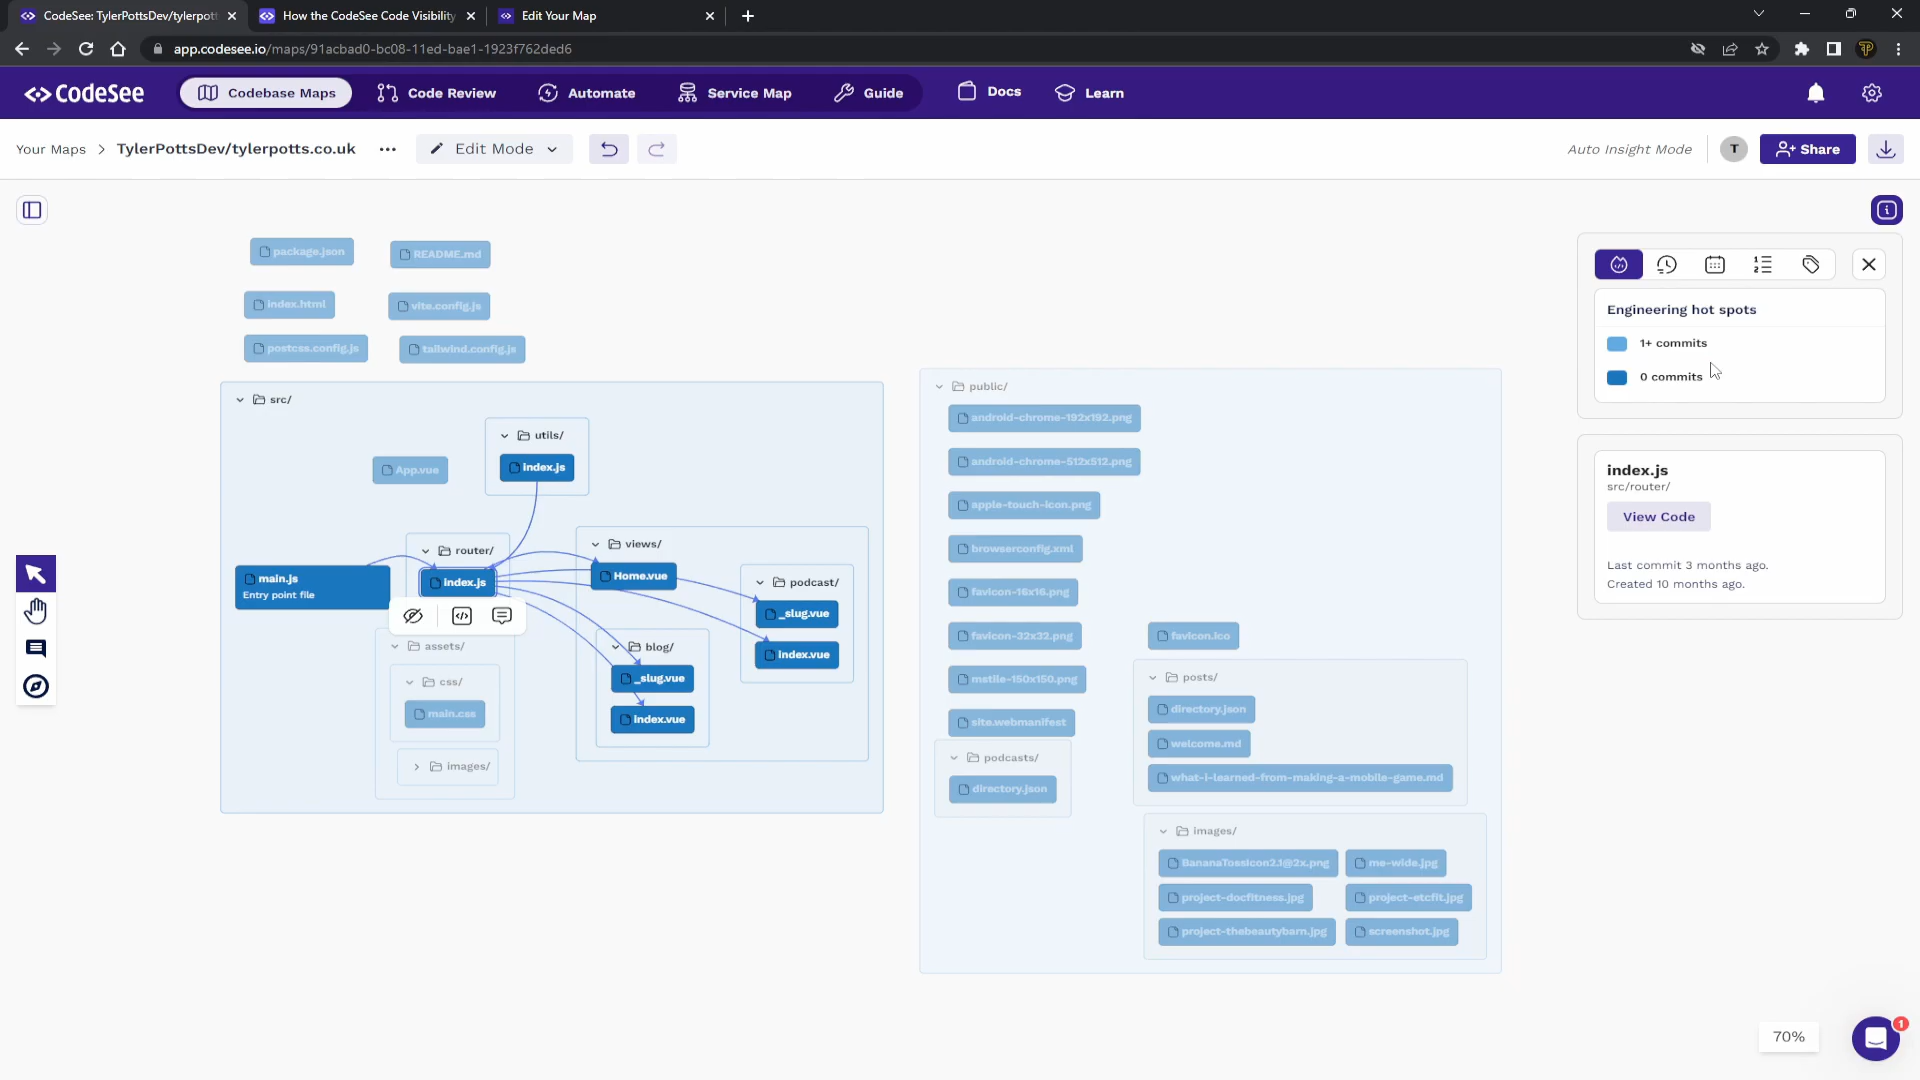 CodeSee: TylerPottsDev/tylerpott
How the CodeSee Code Visibility
Edit Your Map
app.codesee.io/maps/91acbad0-bc08-11ed-bae1-1923f762ded6
CodeSee
Codebase Maps
Code Review
Automate
Service Map
Guide
Docs
Learn
Your Maps > TylerPottsDev/tylerpotts.co.uk
Edit Mode
Auto Insight Mode
T
Share
package.json
README.md
index.html
vite.config.js
postcss.config.js
tailwind.config.js
src/
utils/
index.js
App.vue
router/
index.js
main.js
Entry point file
views/
Home.vue
podcast/
_slug.vue
index.vue
blog/
_slug.vue
index.vue
assets/
css/
main.css
images/
public/
android-chrome-192x192.png
android-chrome-512x512.png
apple-touch-icon.png
browserconfig.xml
favicon-16x16.png
favicon-32x32.png
favicon.ico
mstile-150x150.png
site.webmanifest
podcasts/
directory.json
posts/
directory.json
welcome.md
what-i-learned-from-making-a-mobile-game.md
images/
BananaTossIcon2.1@2x.png
me-wide.jpg
project-docfitness.jpg
project-etcfit.jpg
project-thebeautybarn.jpg
screenshot.jpg
Engineering hot spots
1+ commits
0 commits
index.js
src/router/
View Code
Last commit 3 months ago.
Created 10 months ago.
70%
1